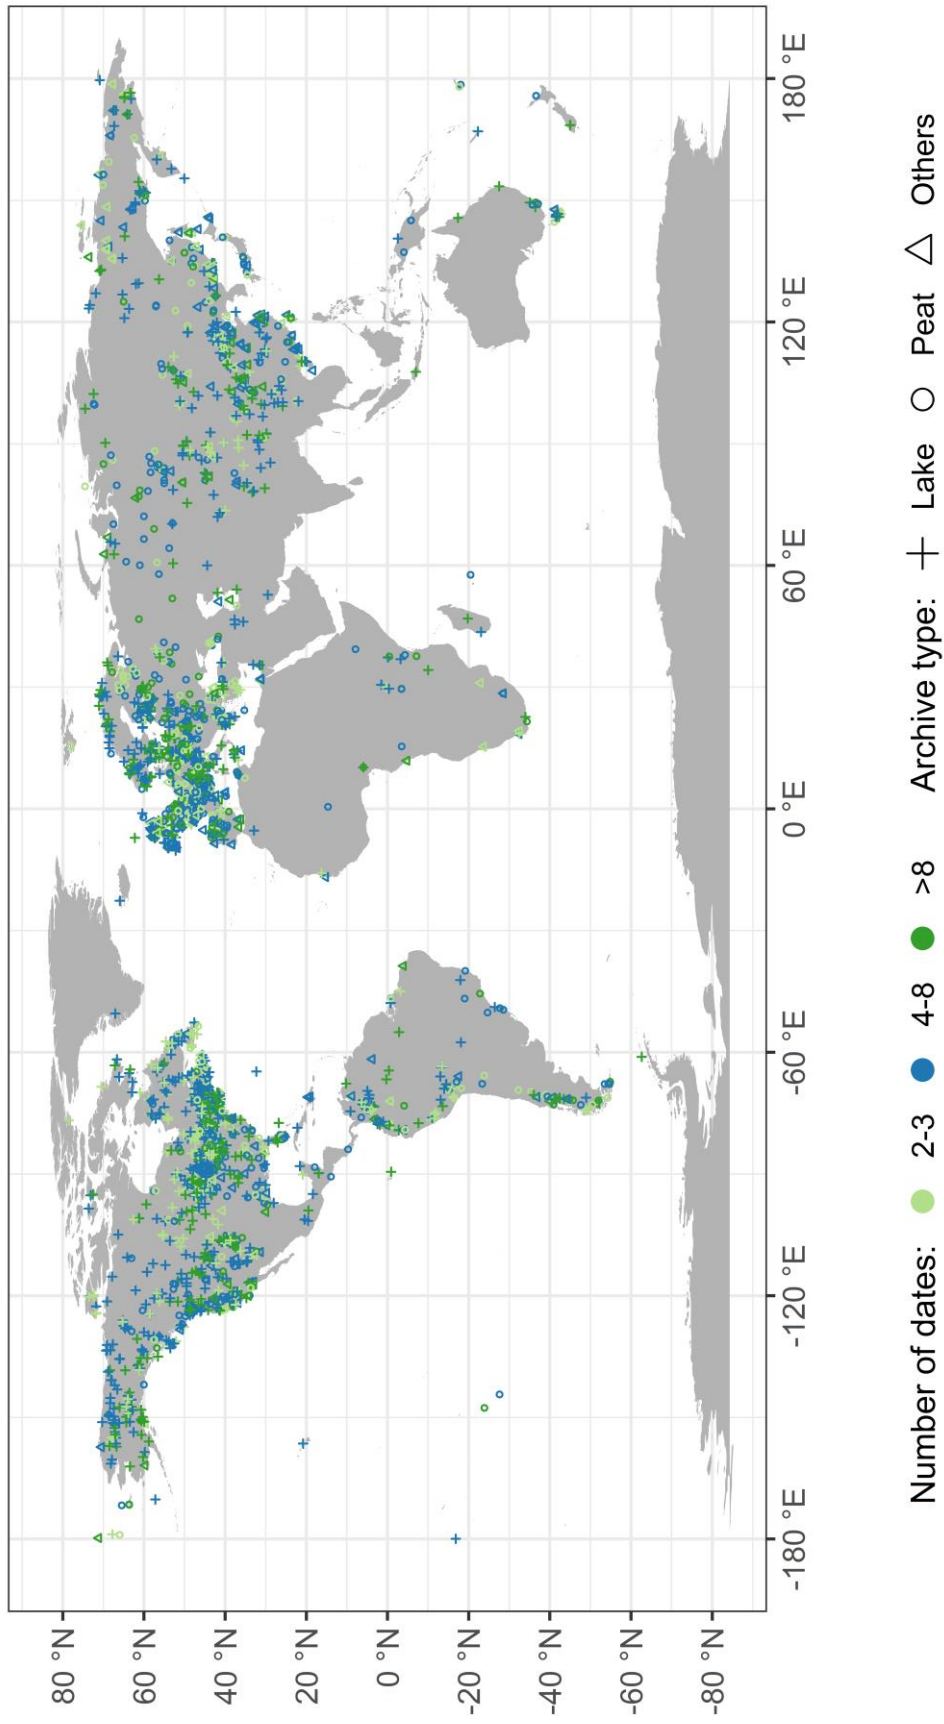 80 °N
60 °N
40 °N
20 °N
0 °N
-20 °N
-40 °N
-60 °N
-80 °N
-180 °E
-120 °E
-60 °E
0 °E
60 °E
120 °E
180 °E
Number of dates: 2-3 4-8 >8 Archive type: Lake Peat Others